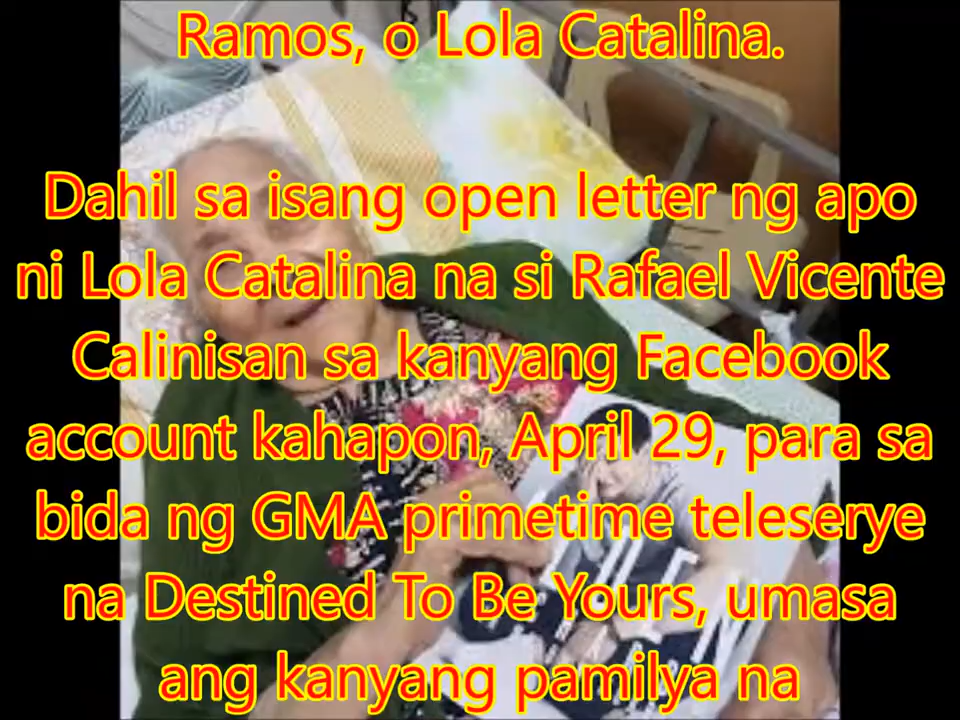 Ramos, o Lola Catalina.
Dahil sa isang open letter ng apo
ni Lola Catalina na si Rafael Vicente
Calinisan sa kanyang Facebook
account kahapon, April 29, para sa
bida ng GMA primetime teleserye
na Destined To Be Yours, umasa
ang kanyang pamilya na